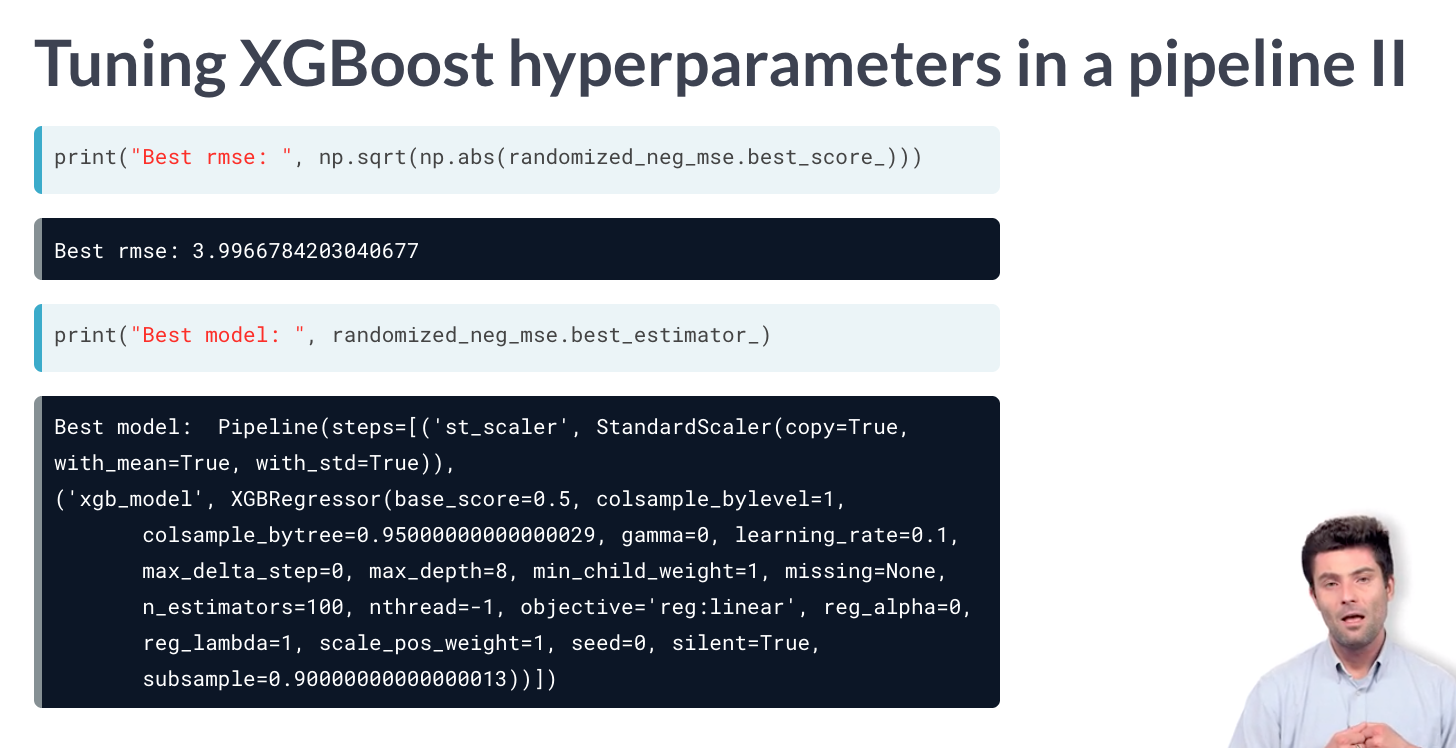 Tuning XGBoost hyperparameters in a pipeline II
print("Best rmse: ", np.sqrt(np.abs(randomized_neg_mse.best_score_)))
Best rmse: 3.9966784203040677
print("Best model: ", randomized_neg_mse.best_estimator_)
Best model:  Pipeline(steps=[('st_scaler', StandardScaler(copy=True,
with_mean=True, with_std=True)),
('xgb_model', XGBRegressor(base_score=0.5, colsample_bylevel=1,
       colsample_bytree=0.95000000000000029, gamma=0, learning_rate=0.1,
       max_delta_step=0, max_depth=8, min_child_weight=1, missing=None,
       n_estimators=100, nthread=-1, objective='reg:linear', reg_alpha=0,
       reg_lambda=1, scale_pos_weight=1, seed=0, silent=True,
       subsample=0.90000000000000013))])